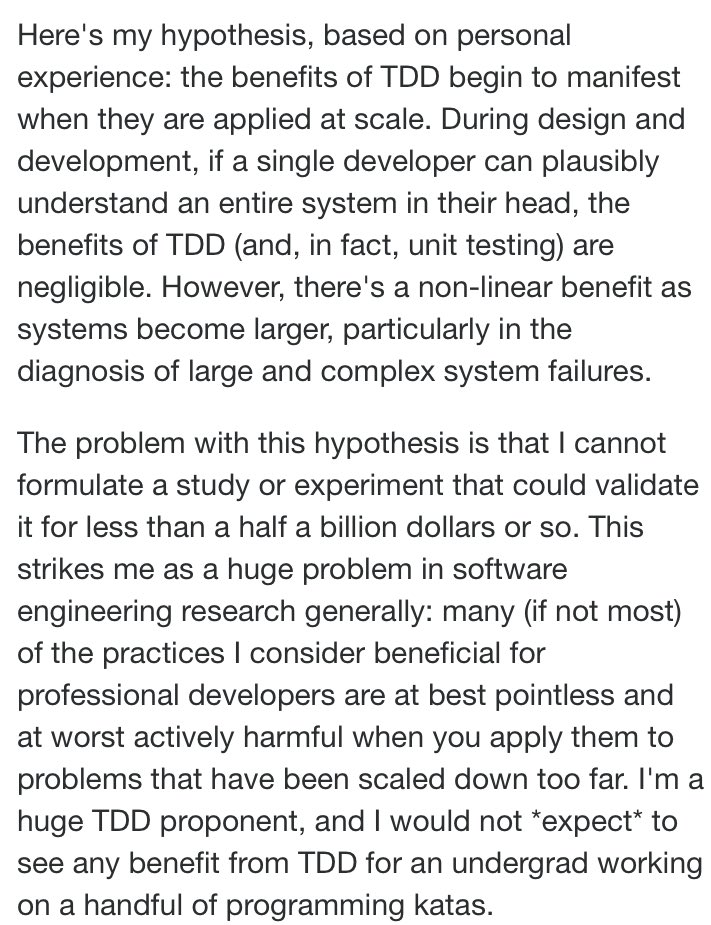 Here's my hypothesis, based on personal
experience: the benefits of TDD begin to manifest
when they are applied at scale. During design and
development, if a single developer can plausibly
understand an entire system in their head, the
benefits of TDD (and, in fact, unit testing) are
negligible. However, there's a non-linear benefit as
systems become larger, particularly in the
diagnosis of large and complex system failures.
The problem with this hypothesis is that I cannot
formulate a study or experiment that could validate
it for less than a half a billion dollars or so. This
strikes me as a huge problem in software
engineering research generally: many (if not most)
of the practices I consider beneficial for
professional developers are at best pointless and
at worst actively harmful when you apply them to
problems that have been scaled down too far. I'm a
huge TDD proponent, and I would not *expect* to
see any benefit from TDD for an undergrad working
on a handful of programming katas.